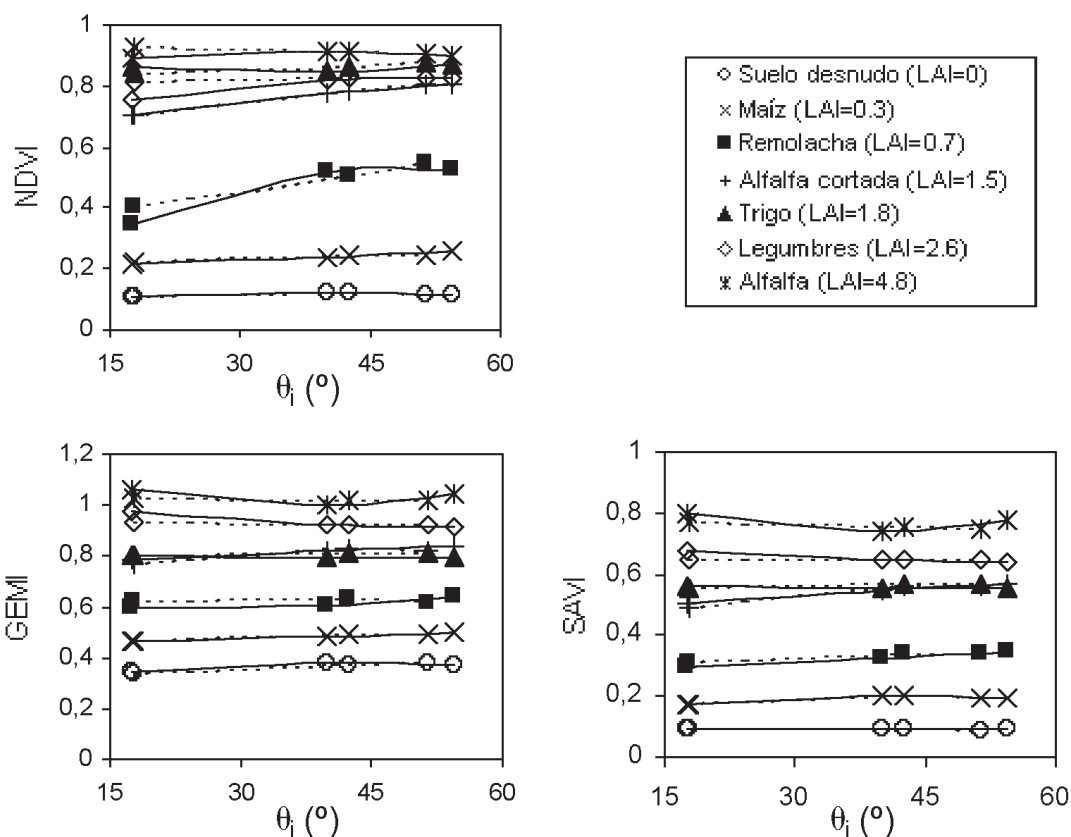 1
0.8
0.6
0.4
0.2
0
NDVI
15 30 45 60
θi (º)
Suelo desnudo (LAI=0)
Maíz (LAI=0.3)
Remolacha (LAI=0.7)
Alfalfa cortada (LAI=1.5)
Trigo (LAI=1.8)
Legumbres (LAI=2.6)
Alfalfa (LAI=4.8)
1,2
1
0,8
0,6
0,4
0,2
0
GEMI
15 30 45 60
θi (º)
1
0,8
0,6
0,4
0,2
0
SAVI
15 30 45 60
θi (º)